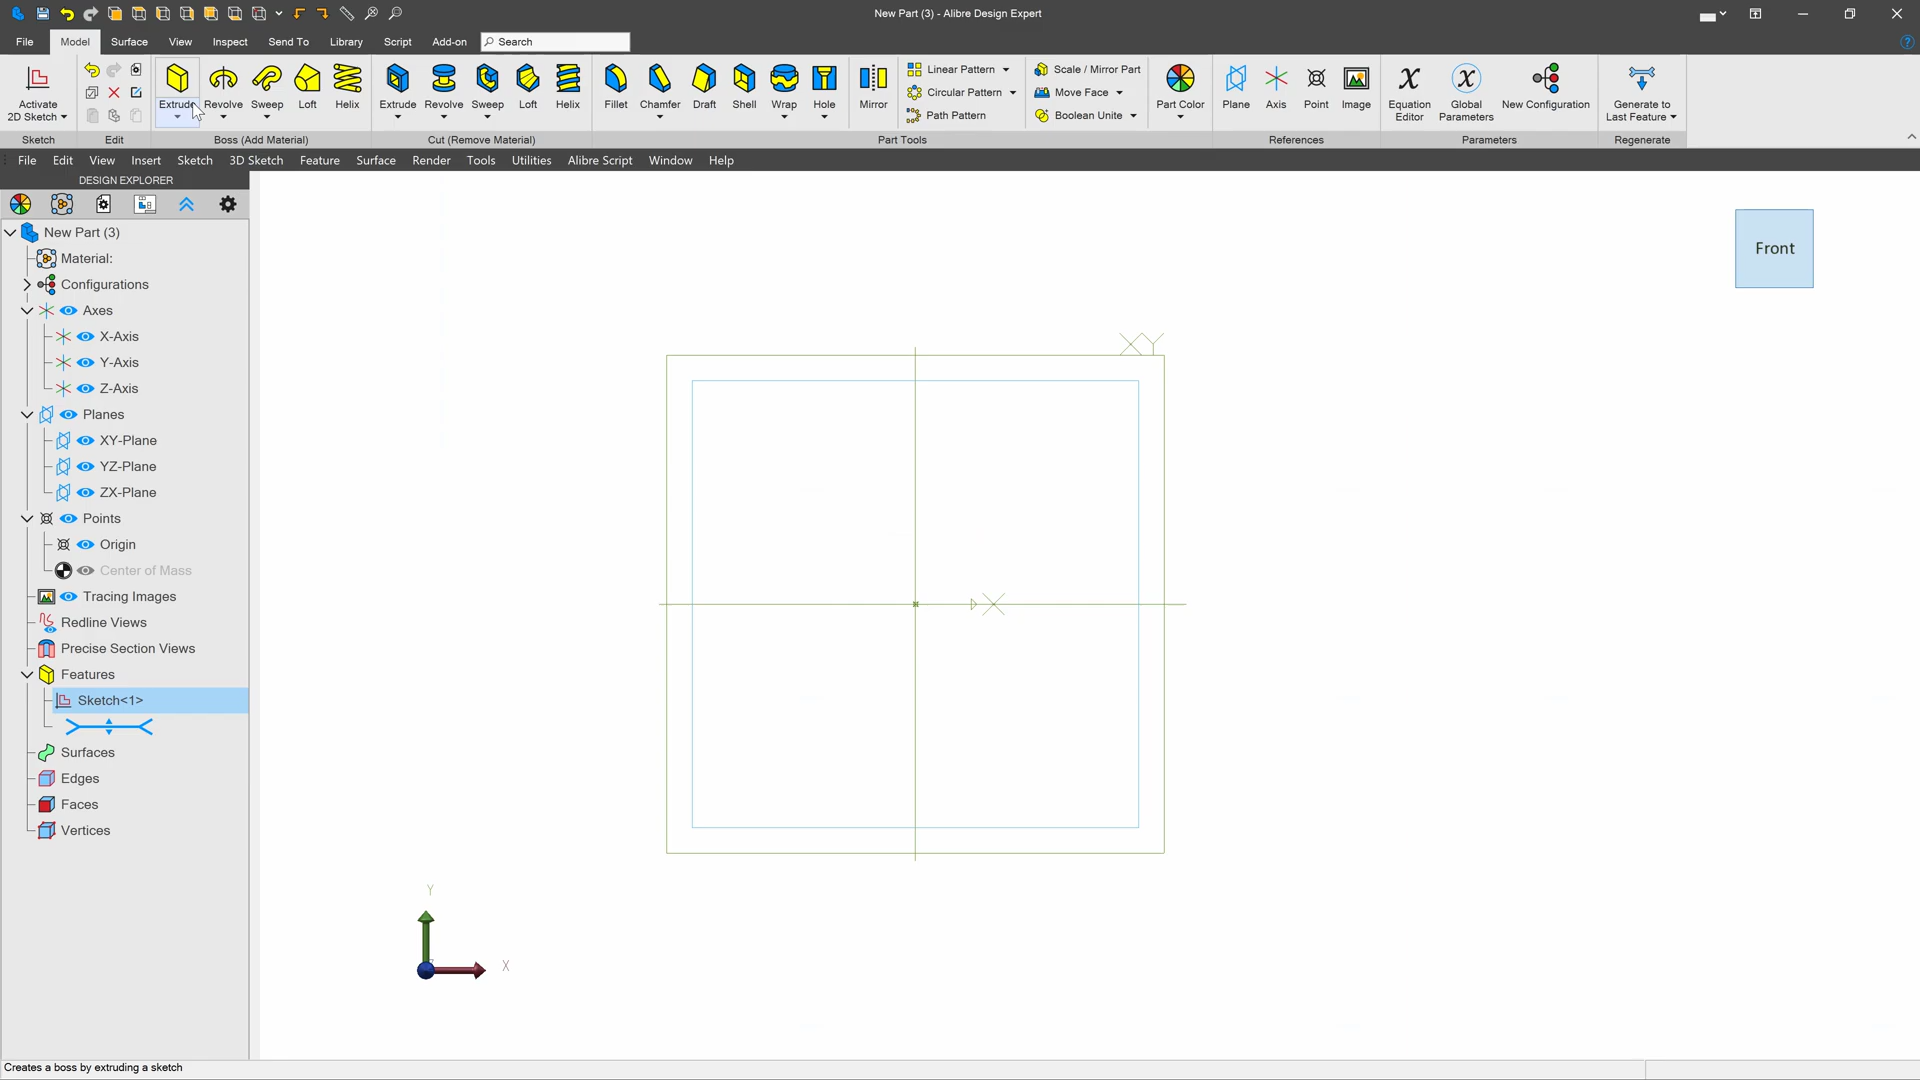 New Part (3) - Alibre Design Expert
File Model Surface View Inspect Send To Library Script Add-on Search
Activate 2D Sketch
Extrude Revolve Sweep Loft Helix
Extrude Revolve Sweep Loft Helix
Fillet Chamfer Draft Shell Wrap Hole Mirror
Linear Pattern
Circular Pattern
Path Pattern
Scale / Mirror Part
Move Face
Boolean Unite
Part Color
Plane Axis Point Image
Equation Editor
Global Parameters
New Configuration
Generate to Last Feature
Sketch Edit Boss (Add Material) Cut (Remove Material) Part Tools References Parameters Regenerate
File Edit View Insert Sketch 3D Sketch Feature Surface Render Tools Utilities Alibre Script Window Help
DESIGN EXPLORER
New Part (3)
Material:
Configurations
Axes
X-Axis
Y-Axis
Z-Axis
Planes
XY-Plane
YZ-Plane
ZX-Plane
Points
Origin
Center of Mass
Tracing Images
Redline Views
Precise Section Views
Features
Sketch<1>
Surfaces
Edges
Faces
Vertices
Front
XY
X
Y
X
Creates a boss by extruding a sketch